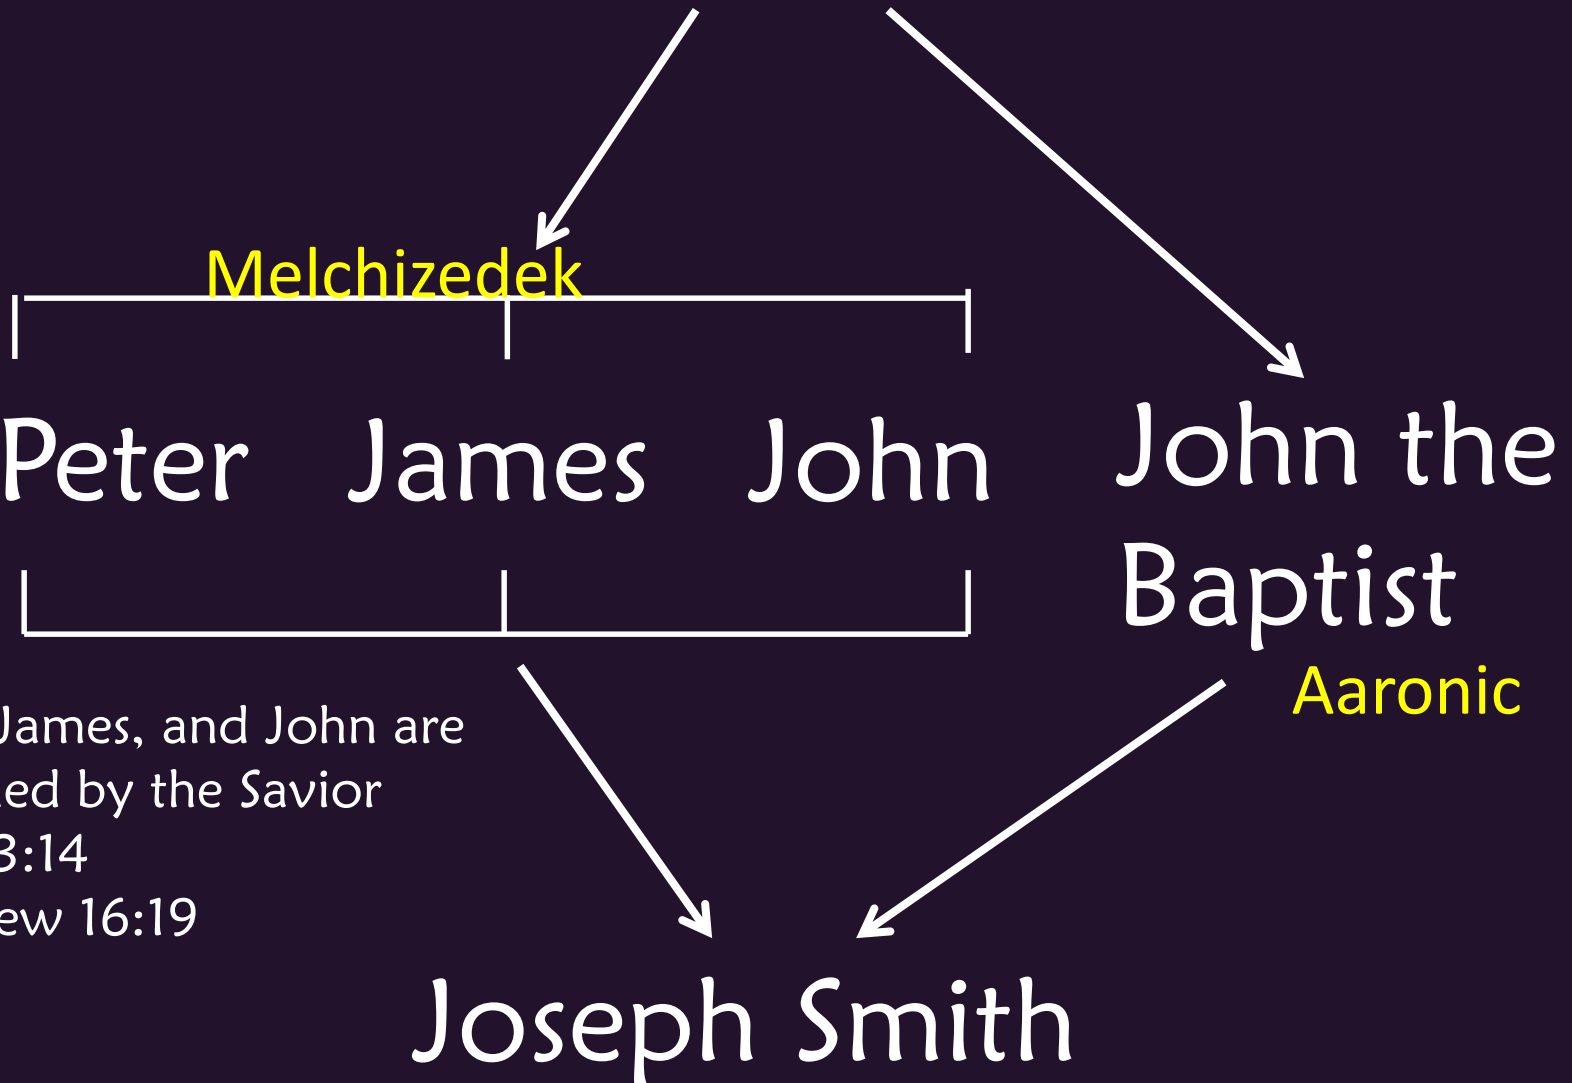 Melchizedek
Peter James John
John the
Baptist
Aaronic
James, and John are
ed by the Savior
3:14
ew 16:19
Joseph Smith